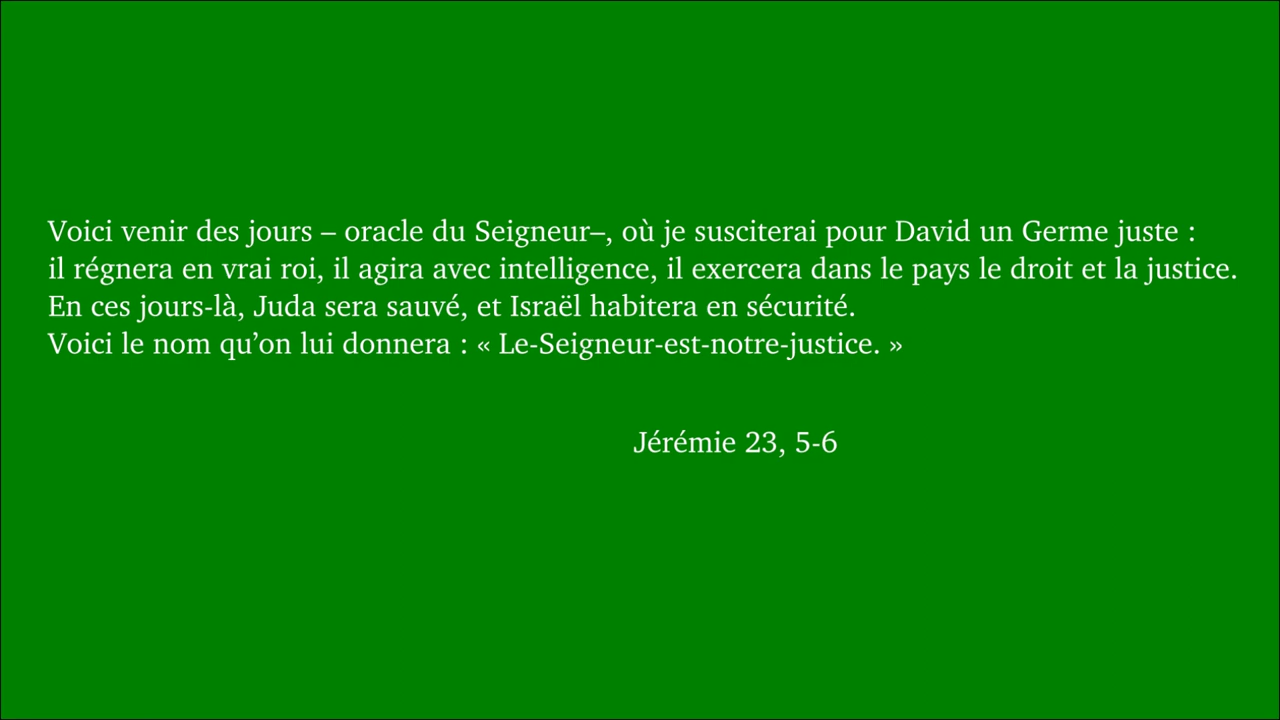 Voici venir des jours – oracle du Seigneur–, où je susciterai pour David un Germe juste :
il régnera en vrai roi, il agira avec intelligence, il exercera dans le pays le droit et la justice.
En ces jours-là, Juda sera sauvé, et Israël habitera en sécurité.
Voici le nom qu’on lui donnera : « Le-Seigneur-est-notre-justice. »
Jérémie 23, 5-6